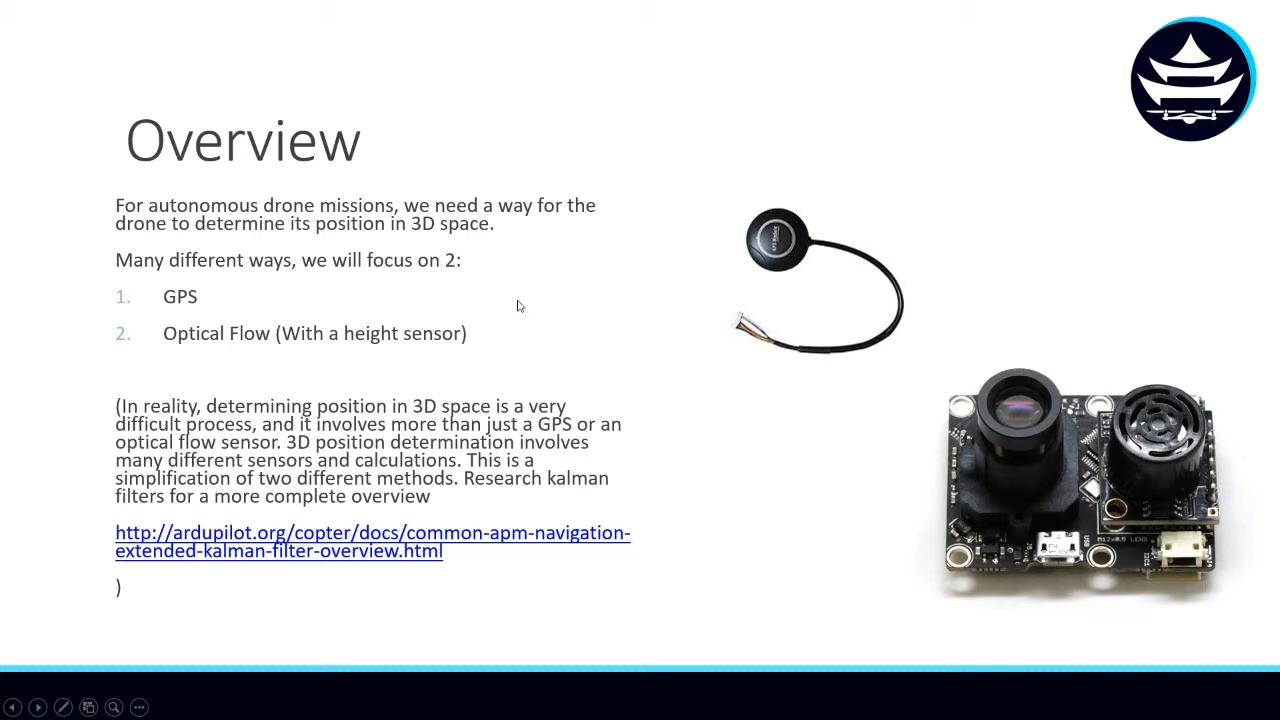 Overview
For autonomous drone missions, we need a way for the
drone to determine its position in 3D space.
Many different ways, we will focus on 2:
1. GPS
2. Optical Flow (With a height sensor)
(In reality, determining position in 3D space is a very
difficult process, and it involves more than just a GPS or an
optical flow sensor. 3D position determination involves
many different sensors and calculations. This is a
simplification of two different methods. Research kalman
filters for a more complete overview
http://ardupilot.org/copter/docs/common-apm-navigation-
extended-kalman-filter-overview.html
)
USB